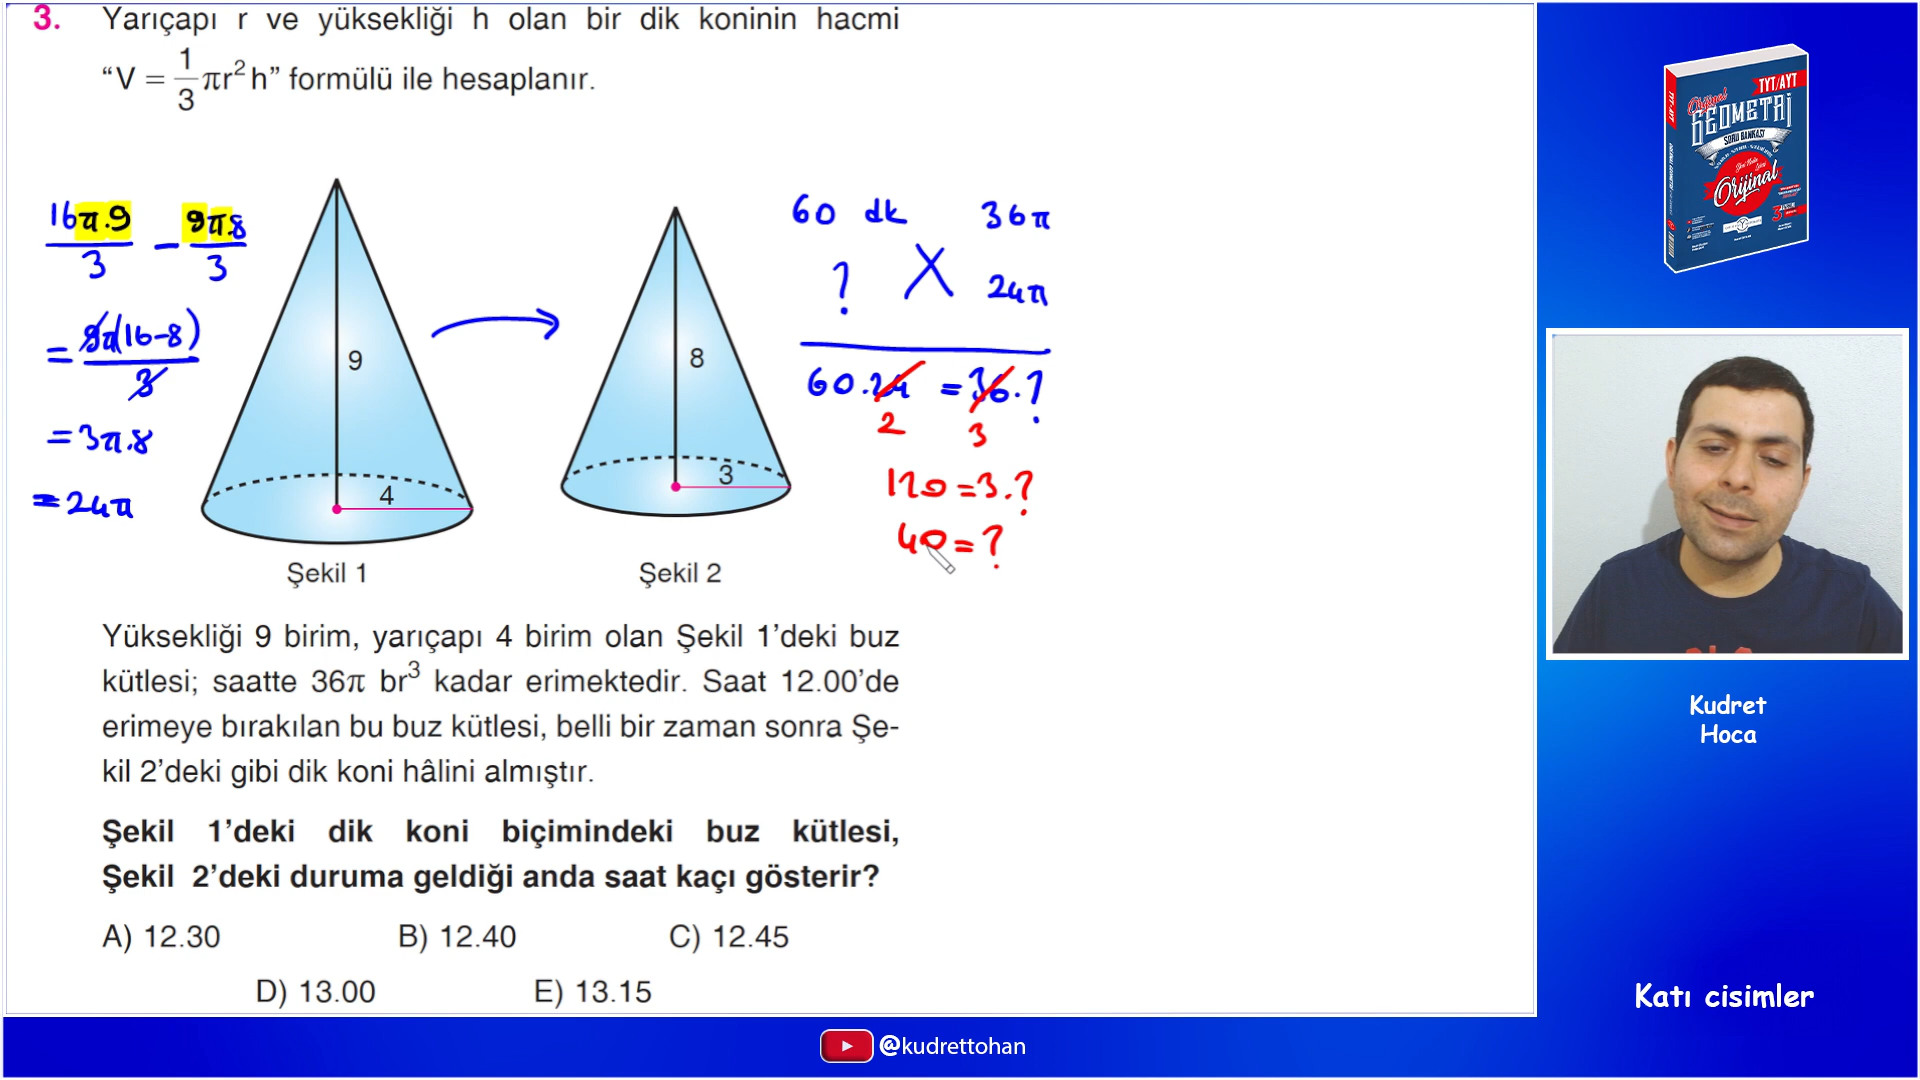 3. Yarıçapı r ve yüksekliği h olan bir dik koninin hacmi
“V = 1/3 πr²h” formülü ile hesaplanır.
16π.9/3 − 9π.8/3
= 9π(16-8)/3
= 3π.8
= 24π
9
4
Şekil 1
8
3
Şekil 2
60 dk 36π
? 24π
60.24 = 36.?
2 3
120 = 3.?
40 = ?
Yüksekliği 9 birim, yarıçapı 4 birim olan Şekil 1’deki buz
kütlesi; saatte 36π br³ kadar erimektedir. Saat 12.00’de
erimeye bırakılan bu buz kütlesi, belli bir zaman sonra Şe-
kil 2’deki gibi dik koni hâlini almıştır.
Şekil 1’deki dik koni biçimindeki buz kütlesi,
Şekil 2’deki duruma geldiği anda saat kaçı gösterir?
A) 12.30 B) 12.40 C) 12.45
D) 13.00 E) 13.15
TYT/AYT
Orijinal
GEOMETRİ
SORU BANKASI
Orijinal
Kudret
Hoca
Katı cisimler
@kudrettohan